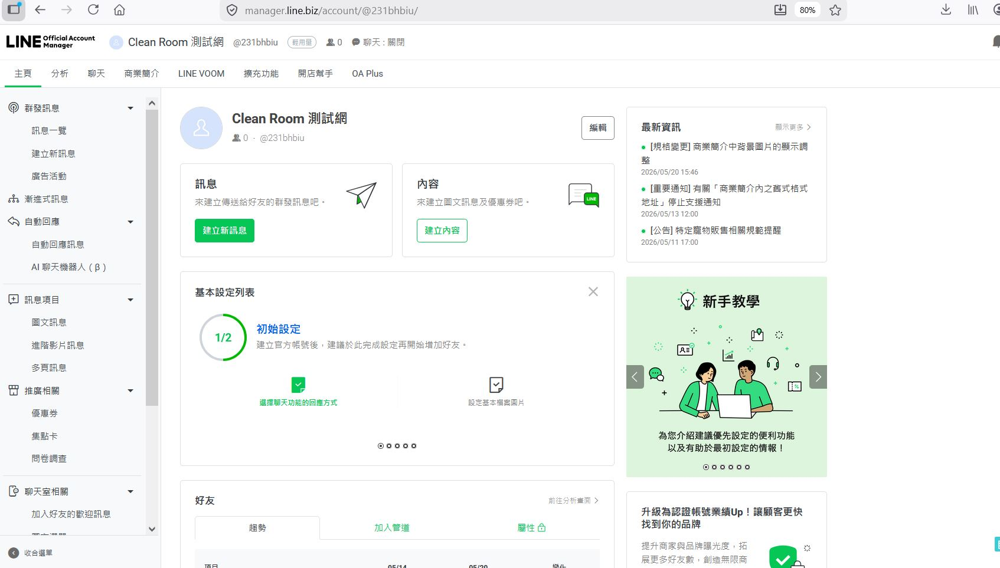 manager.line.biz/account/@231bhbiu/
80%
LINE Official Account Manager
Clean Room 測試網
@231bhbiu
輕用量
0
聊天 : 關閉
主頁
分析
聊天
商業簡介
LINE VOOM
擴充功能
開店幫手
OA Plus
群發訊息
訊息一覽
建立新訊息
廣告活動
漸進式訊息
自動回應
自動回應訊息
AI 聊天機器人 ( β )
訊息項目
圖文訊息
進階影片訊息
多頁訊息
推廣相關
優惠券
集點卡
問卷調查
聊天室相關
加入好友的歡迎訊息
圖文選單
收合選單
Clean Room 測試網
0 · @231bhbiu
編輯
訊息
來建立傳送給好友的群發訊息吧。
建立新訊息
內容
來建立圖文訊息及優惠券吧。
LINE
建立內容
基本設定列表
1/2
初始設定
建立官方帳號後，建議於此完成設定再開始增加好友。
選擇聊天功能的回應方式
設定基本檔案圖片
好友
前往分析畫面
趨勢
加入管道
屬性
項目
05/14
05/20
變化
最新資訊
顯示更多
[規格變更] 商業簡介中背景圖片的顯示調
整
2026/05/20 15:46
[重要通知] 有關「商業簡介內之舊式格式
地址」停止支援通知
2026/05/13 12:00
[公告] 特定寵物販售相關規範提醒
2026/05/11 17:00
新手教學
為您介紹建議優先設定的便利功能
以及有助於最初設定的情報！
升級為認證帳號業績Up！讓顧客更快
找到你的品牌
提升商家與品牌曝光度，拓
展更多好友數，創造無限商